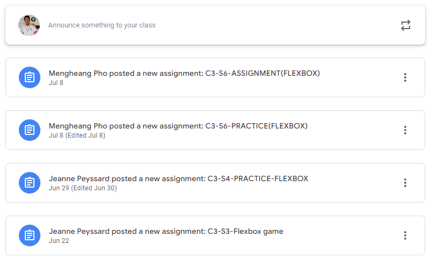 Announce something to your class
Mengheang Pho posted a new assignment: C3-S6-ASSIGNMENT(FLEXBOX)
Jul 8
Mengheang Pho posted a new assignment: C3-S6-PRACTICE(FLEXBOX)
Jul 8 (Edited Jul 8)
Jeanne Peyssard posted a new assignment: C3-S4-PRACTICE-FLEXBOX
Jun 29 (Edited Jun 30)
Jeanne Peyssard posted a new assignment: C3-S3-Flexbox game
Jun 22